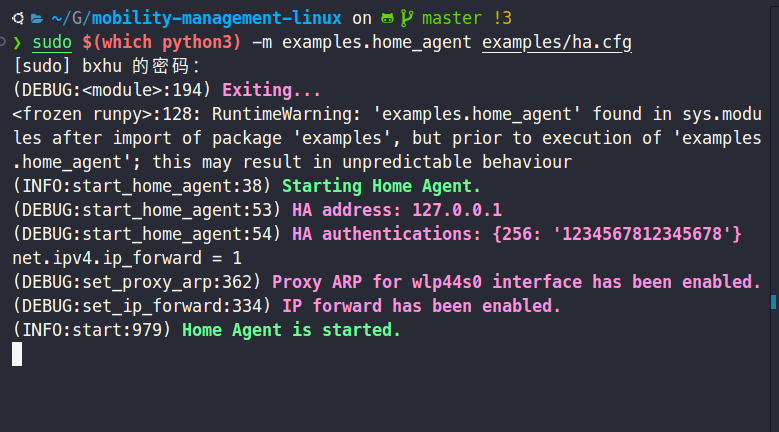 ~/G/mobility-management-linux on master !3
❯ sudo $(which python3) -m examples.home_agent examples/ha.cfg
[sudo] bxhu 的密码：
(DEBUG:<module>:194) Exiting...
<frozen runpy>:128: RuntimeWarning: 'examples.home_agent' found in sys.modu
les after import of package 'examples', but prior to execution of 'examples
.home_agent'; this may result in unpredictable behaviour
(INFO:start_home_agent:38) Starting Home Agent.
(DEBUG:start_home_agent:53) HA address: 127.0.0.1
(DEBUG:start_home_agent:54) HA authentications: {256: '1234567812345678'}
net.ipv4.ip_forward = 1
(DEBUG:set_proxy_arp:362) Proxy ARP for wlp44s0 interface has been enabled.
(DEBUG:set_ip_forward:334) IP forward has been enabled.
(INFO:start:979) Home Agent is started.